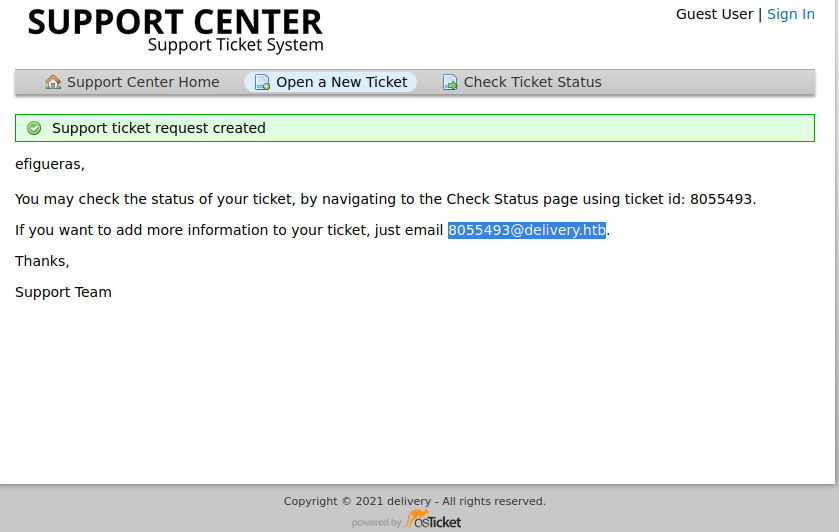 SUPPORT CENTER
Support Ticket System
Guest User | Sign In
Support Center Home Open a New Ticket Check Ticket Status
Support ticket request created
efigueras,
You may check the status of your ticket, by navigating to the Check Status page using ticket id: 8055493.
If you want to add more information to your ticket, just email 8055493@delivery.htb.
Thanks,
Support Team
Copyright © 2021 delivery - All rights reserved.
powered by osTicket